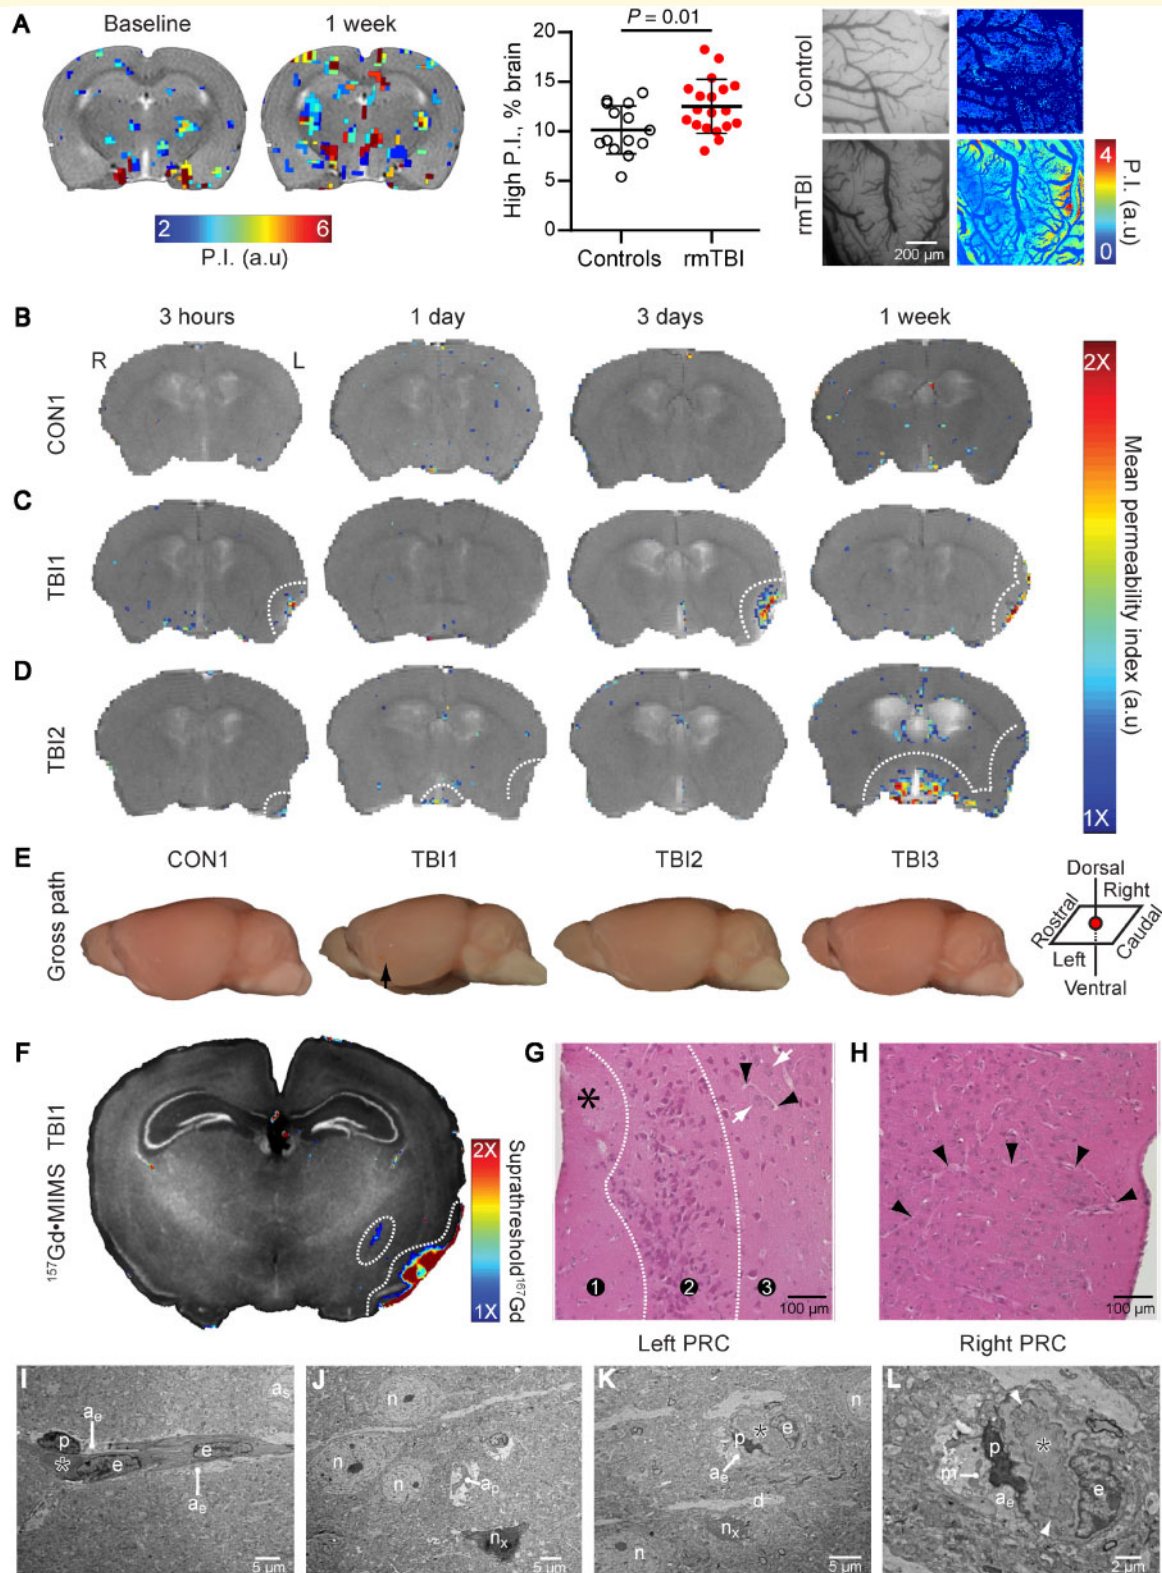 A
Baseline
1 week
2
6
P.I. (a.u)
High P.I., % brain
P = 0.01
20
15
10
5
0
Controls
rmTBI
Control
rmTBI
200 µm
4
0
P.I. (a.u)
B
3 hours
1 day
3 days
1 week
R
L
CON1
C
TBI1
D
TBI2
2X
1X
Mean permeability index (a.u)
E
CON1
TBI1
TBI2
TBI3
Gross path
Dorsal
Right
Rostral
Caudal
Left
Ventral
F
G
H
157Gd•MIMS TBI1
2X
1X
Suprathreshold 157Gd
*
1
2
3
100 µm
100 µm
Left PRC
Right PRC
I
J
K
L
as
ae
p
*
e
e
ae
5 µm
n
n
n
ap
nx
5 µm
n
*
e
p
ae
d
nx
n
5 µm
p
*
m
ae
e
2 µm